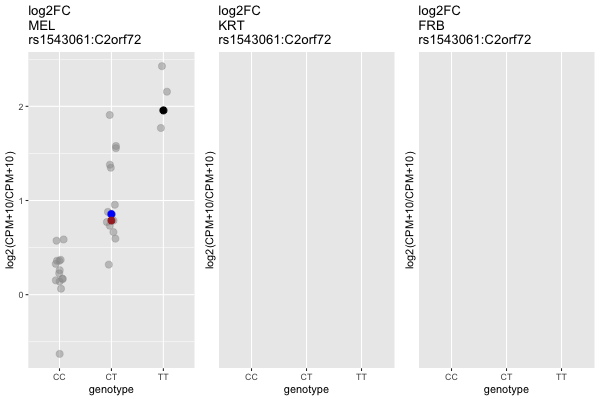 log2FC
MEL
rs1543061:C2orf72
log2(CPM+10/CPM+10)
2
1
0
CC CT TT
genotype
log2FC
KRT
rs1543061:C2orf72
log2(CPM+10/CPM+10)
CC CT TT
genotype
log2FC
FRB
rs1543061:C2orf72
log2(CPM+10/CPM+10)
CC CT TT
genotype